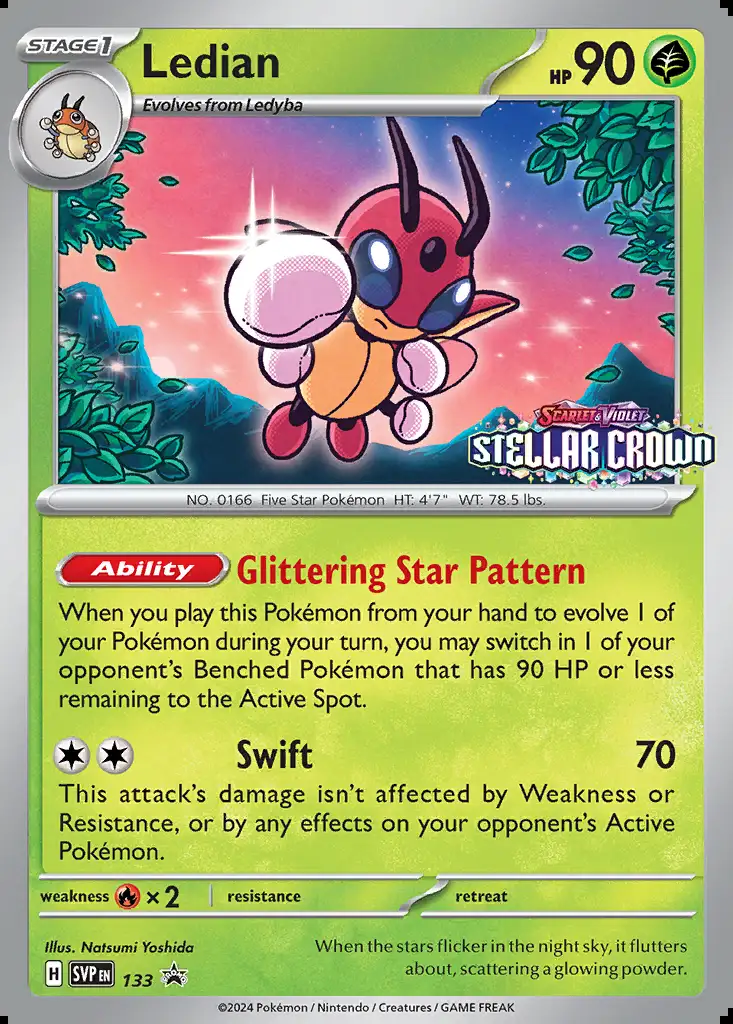 STAGE1
Ledian
HP 90
Evolves from Ledyba
SCARLET & VIOLET
STELLAR CROWN
NO. 0166 Five Star Pokémon HT: 4'7" WT: 78.5 lbs.
Ability Glittering Star Pattern
When you play this Pokémon from your hand to evolve 1 of
your Pokémon during your turn, you may switch in 1 of your
opponent's Benched Pokémon that has 90 HP or less
remaining to the Active Spot.
Swift 70
This attack's damage isn't affected by Weakness or
Resistance, or by any effects on your opponent's Active
Pokémon.
weakness ×2 resistance retreat
Illus. Natsumi Yoshida
H SVP EN 133 PROMO
When the stars flicker in the night sky, it flutters
about, scattering a glowing powder.
©2024 Pokémon / Nintendo / Creatures / GAME FREAK